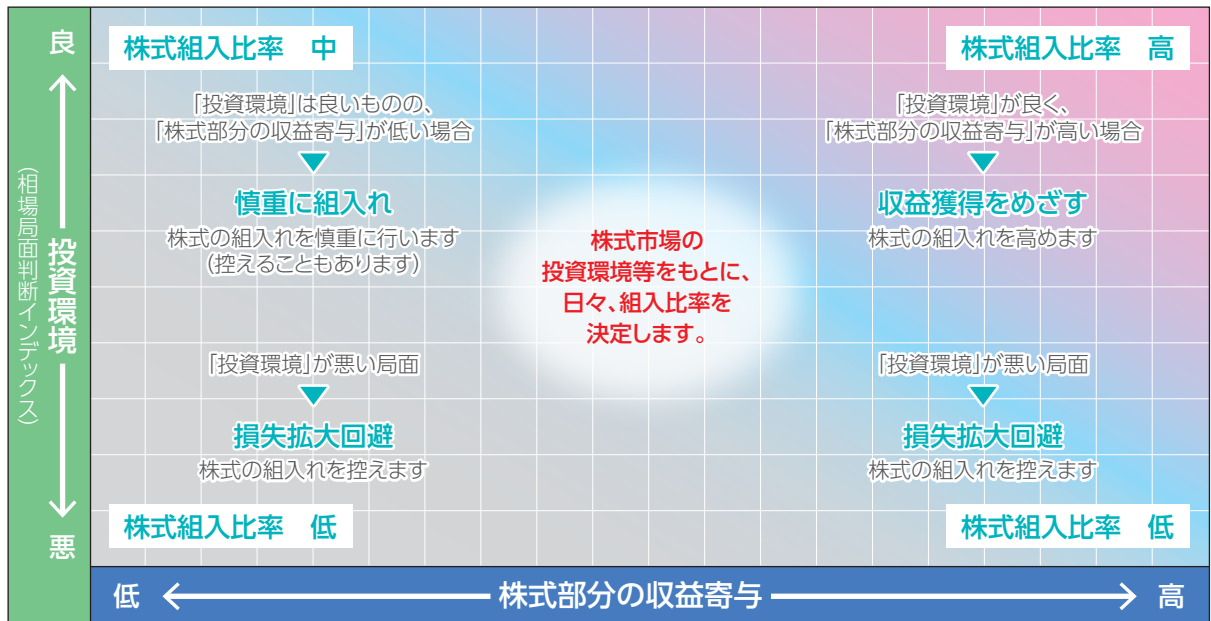 良
投資環境
(相場局面判断インデックス)
悪
株式組入比率 中
「投資環境」は良いものの、
「株式部分の収益寄与」が低い場合
慎重に組入れ
株式の組入れを慎重に行います
(控えることもあります)
株式組入比率 高
「投資環境」が良く、
「株式部分の収益寄与」が高い場合
収益獲得をめざす
株式の組入れを高めます
株式市場の
投資環境等をもとに、
日々、組入比率を
決定します。
「投資環境」が悪い局面
損失拡大回避
株式の組入れを控えます
株式組入比率 低
「投資環境」が悪い局面
損失拡大回避
株式の組入れを控えます
株式組入比率 低
低
株式部分の収益寄与
高